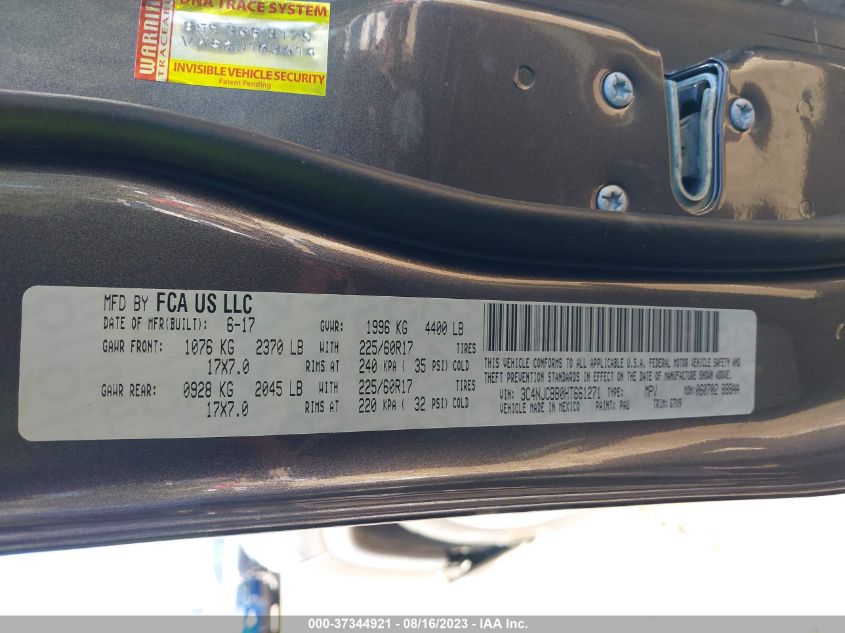 WARNING
DNA TRACE SYSTEM
INVISIBLE VEHICLE SECURITY
Patent Pending
MFD BY FCA US LLC
DATE OF MFR(BUILT): 6-17 GVWR: 1996 KG 4400 LB
GAWR FRONT: 1076 KG 2370 LB WITH 225/60R17 TIRES
17X7.0 RIMS AT 240 KPA ( 35 PSI) COLD
GAWR REAR: 0928 KG 2045 LB WITH 225/60R17 TIRES
17X7.0 RIMS AT 220 KPA ( 32 PSI) COLD
THIS VEHICLE CONFORMS TO ALL APPLICABLE U.S.A. FEDERAL MOTOR VEHICLE SAFETY
AND THEFT PREVENTION STANDARDS IN EFFECT ON THE DATE OF MANUFACTURE SHOWN ABOVE.
VIN: 3C4NJCBB0HT661271 TYPE: MPV MDH: 060702 888AA
VEHICLE MADE IN MEXICO PAINT: PAU TRIM: G7X9
000-37344921 - 08/16/2023 - IAA Inc.